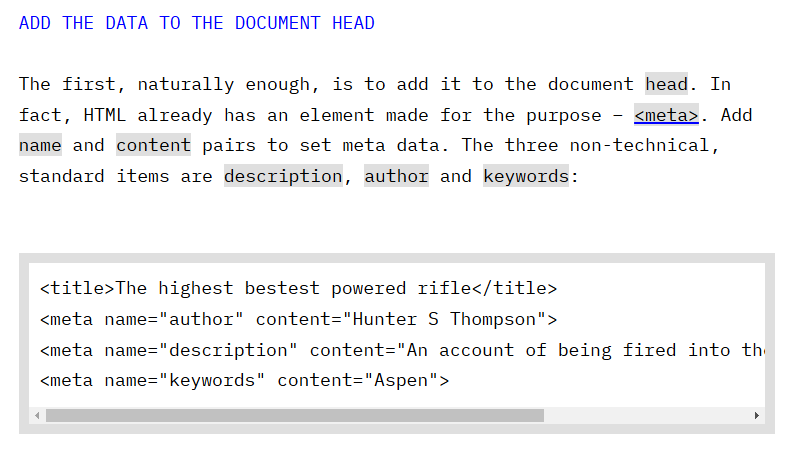 ADD THE DATA TO THE DOCUMENT HEAD
The first, naturally enough, is to add it to the document head. In
fact, HTML already has an element made for the purpose – <meta>. Add
name and content pairs to set meta data. The three non-technical,
standard items are description, author and keywords:
<title>The highest bestest powered rifle</title>
<meta name="author" content="Hunter S Thompson">
<meta name="description" content="An account of being fired into
<meta name="keywords" content="Aspen">